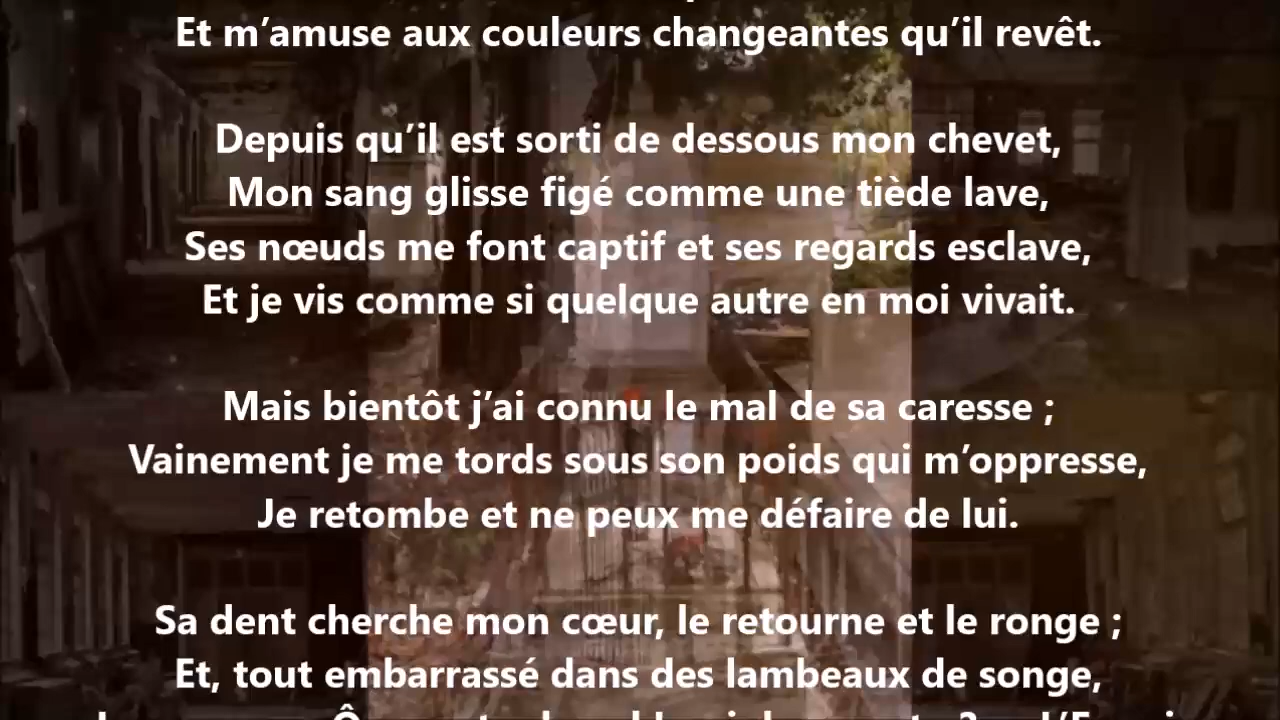 Et m’amuse aux couleurs changeantes qu’il revêt.
Depuis qu’il est sorti de dessous mon chevet,
Mon sang glisse figé comme une tiède lave,
Ses nœuds me font captif et ses regards esclave,
Et je vis comme si quelque autre en moi vivait.
Mais bientôt j’ai connu le mal de sa caresse ;
Vainement je me tords sous son poids qui m’oppresse,
Je retombe et ne peux me défaire de lui.
Sa dent cherche mon cœur, le retourne et le ronge ;
Et, tout embarrassé dans des lambeaux de songe,